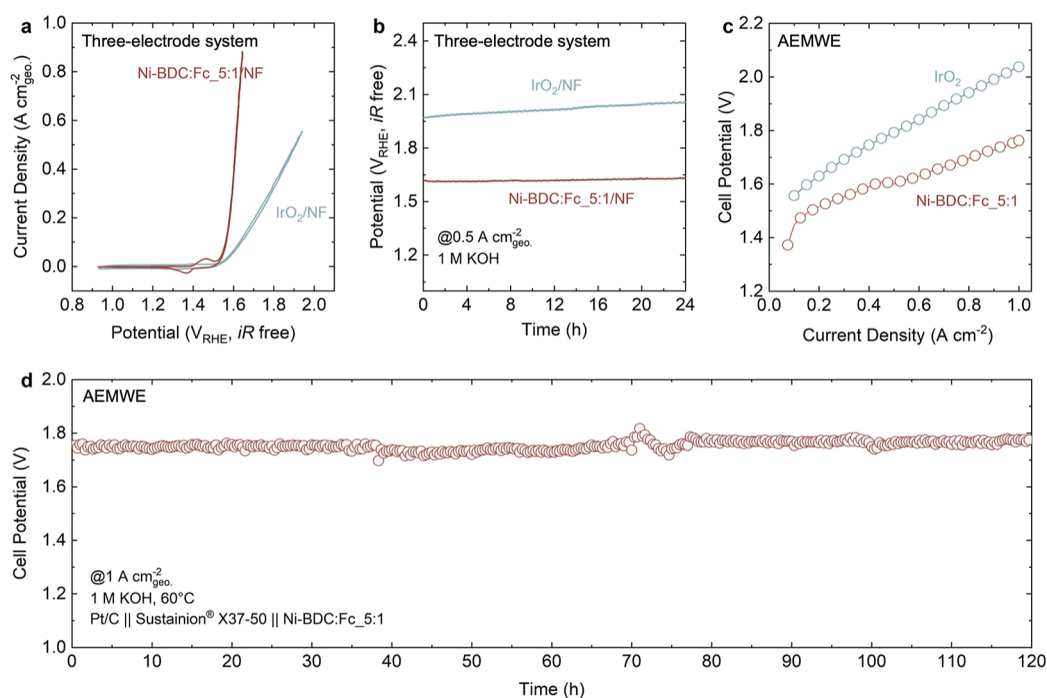 a
Three-electrode system
Ni-BDC:Fc_5:1/NF
IrO₂/NF
Current Density (A cm⁻²geo.)
1.0
0.8
0.6
0.4
0.2
0.0
0.8 1.0 1.2 1.4 1.6 1.8 2.0
Potential (VRHE, iR free)
b
Three-electrode system
IrO₂/NF
Ni-BDC:Fc_5:1/NF
@0.5 A cm⁻²geo.
1 M KOH
Potential (VRHE, iR free)
2.4
2.1
1.8
1.5
1.2
0 4 8 12 16 20 24
Time (h)
c
AEMWE
IrO₂
Ni-BDC:Fc_5:1
Cell Potential (V)
2.2
2.0
1.8
1.6
1.4
1.2
0.0 0.2 0.4 0.6 0.8 1.0
Current Density (A cm⁻²)
d
AEMWE
Cell Potential (V)
2.0
1.8
1.6
1.4
1.2
1.0
@1 A cm⁻²geo.
1 M KOH, 60°C
Pt/C || Sustainion® X37-50 || Ni-BDC:Fc_5:1
0 10 20 30 40 50 60 70 80 90 100 110 120
Time (h)